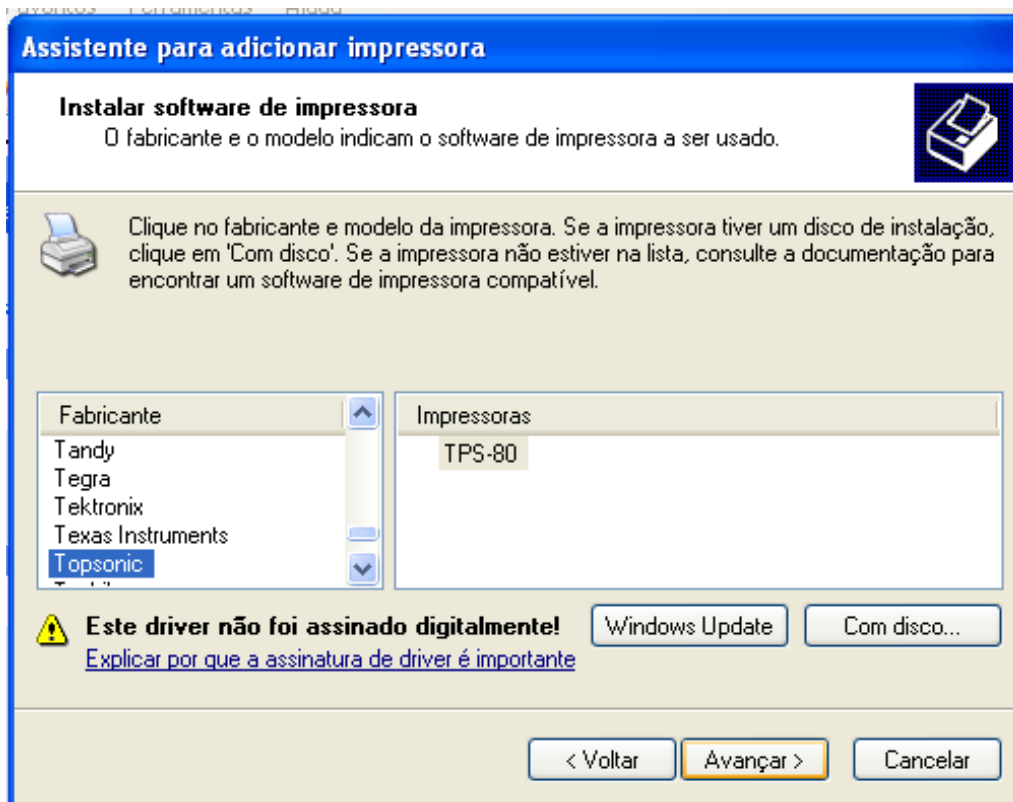 Assistente para adicionar impressora
Instalar software de impressora
O fabricante e o modelo indicam o software de impressora a ser usado.
Clique no fabricante e modelo da impressora. Se a impressora tiver um disco de instalação,
clique em 'Com disco'. Se a impressora não estiver na lista, consulte a documentação para
encontrar um software de impressora compatível.
Fabricante
Tandy
Tegra
Tektronix
Texas Instruments
Topsonic
Impressoras
TPS-80
Este driver não foi assinado digitalmente!
Explicar por que a assinatura de driver é importante
Windows Update
Com disco...
< Voltar
Avançar >
Cancelar